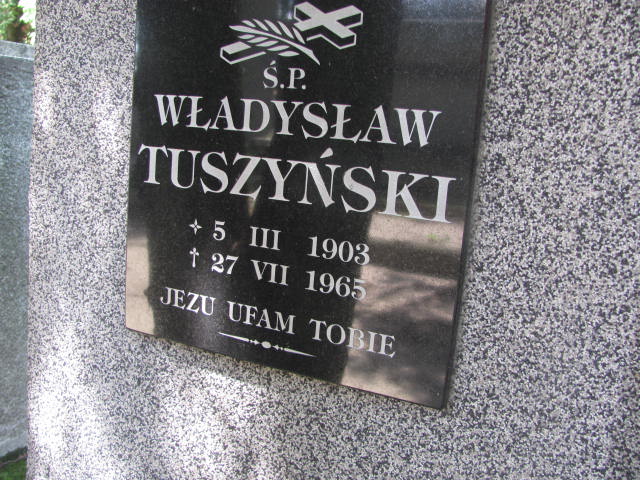 Ś.P.
WŁADYSŁAW
TUSZYŃSKI
✧ 5 III 1903
† 27 VII 1965
JEZU UFAM TOBIE